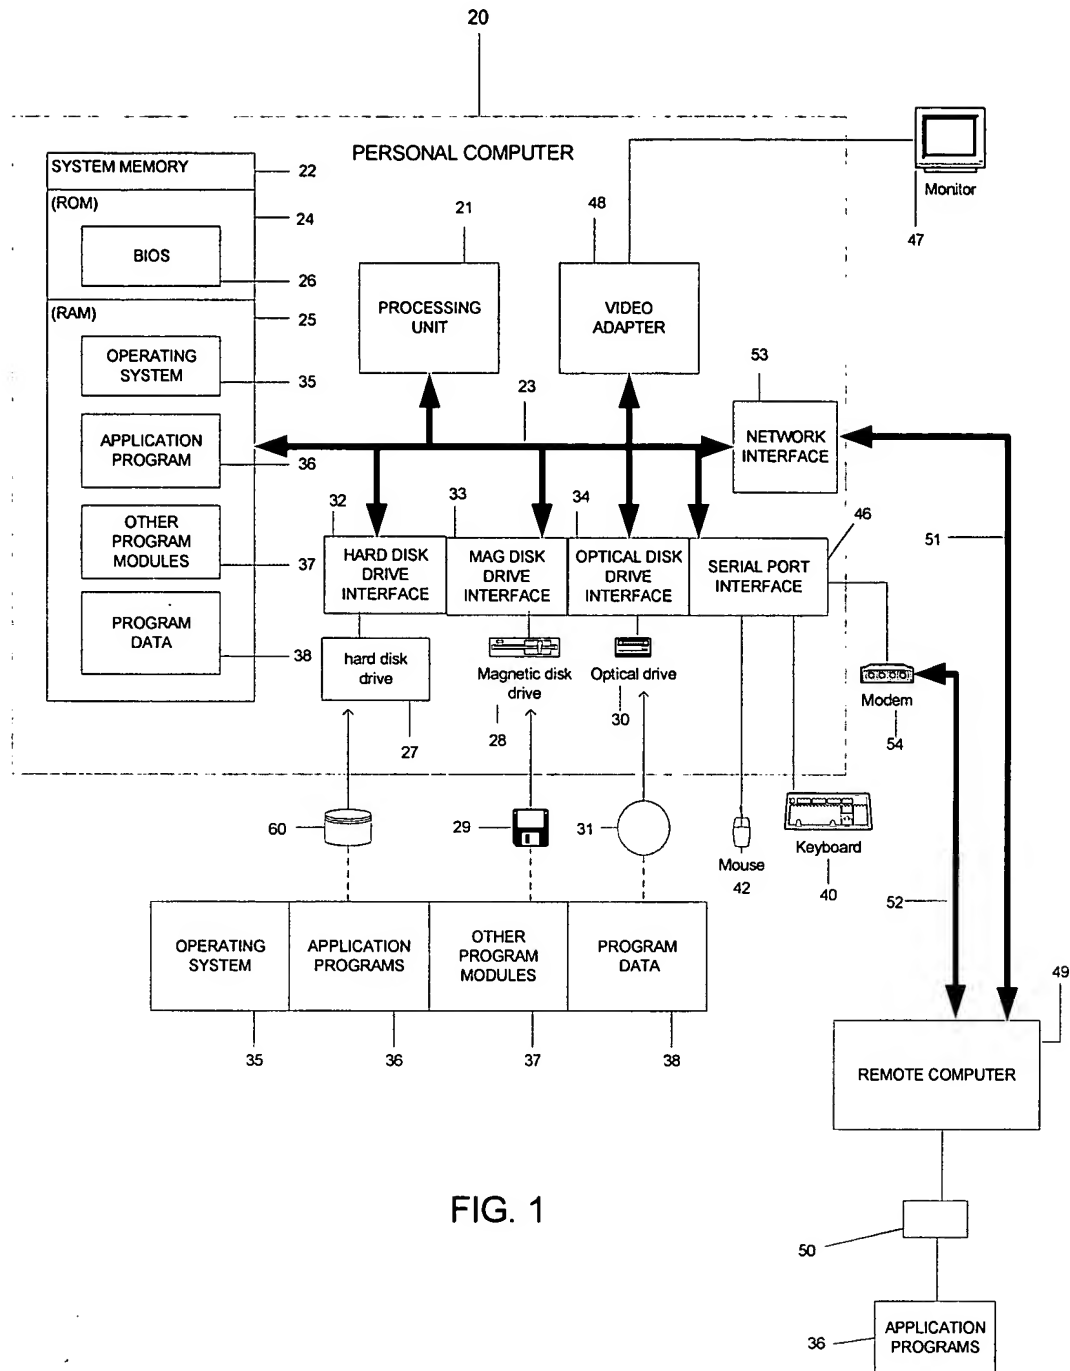 20
PERSONAL COMPUTER
SYSTEM MEMORY
22
(ROM)
24
BIOS
26
(RAM)
25
OPERATING
SYSTEM
35
APPLICATION
PROGRAM
36
OTHER
PROGRAM
MODULES
37
PROGRAM
DATA
38
21
PROCESSING
UNIT
48
VIDEO
ADAPTER
Monitor
47
23
53
NETWORK
INTERFACE
32
HARD DISK
DRIVE
INTERFACE
33
MAG DISK
DRIVE
INTERFACE
34
OPTICAL DISK
DRIVE
INTERFACE
46
SERIAL PORT
INTERFACE
51
hard disk
drive
27
Magnetic disk
drive
28
Optical drive
30
Modem
54
60
29
31
Mouse
42
Keyboard
40
52
OPERATING
SYSTEM
APPLICATION
PROGRAMS
OTHER
PROGRAM
MODULES
PROGRAM
DATA
35
36
37
38
49
REMOTE COMPUTER
50
36
APPLICATION
PROGRAMS
FIG. 1